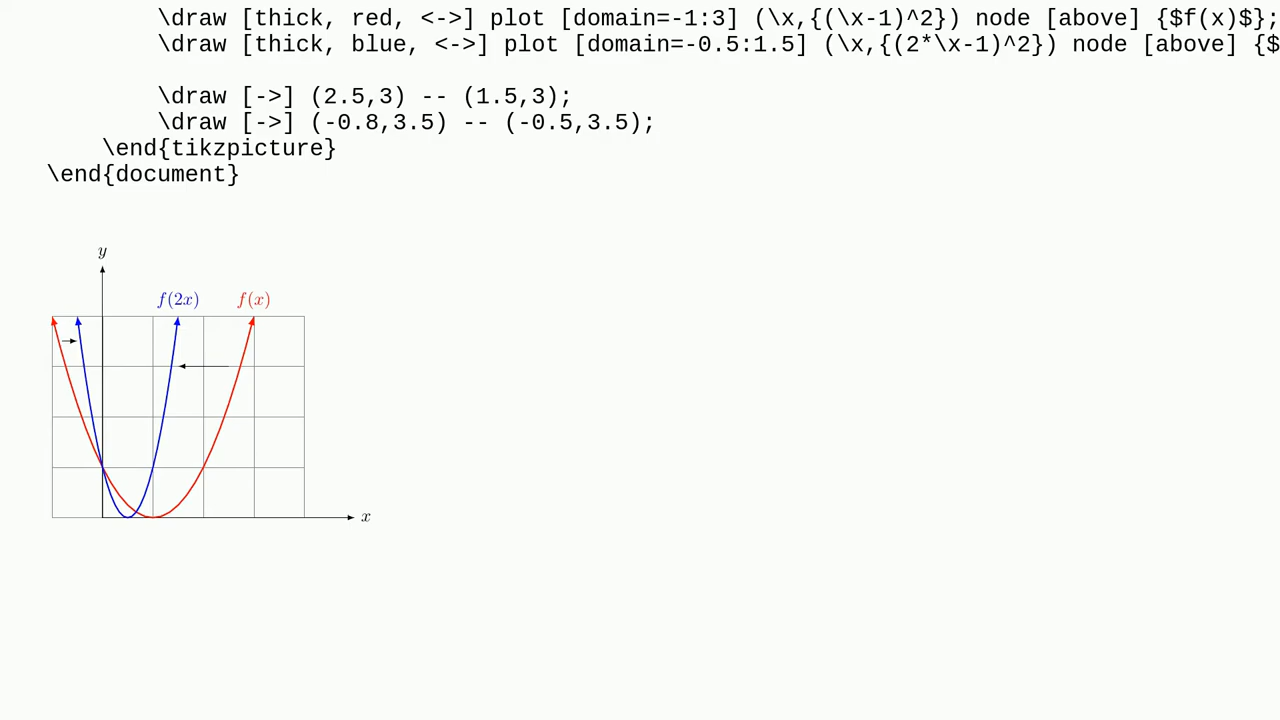 \draw [thick, red, <->] plot [domain=-1:3] (\x,{(\x-1)^2}) node [above] {$f(x)$};
\draw [thick, blue, <->] plot [domain=-0.5:1.5] (\x,{(2*\x-1)^2}) node [above] {$
\draw [->] (2.5,3) -- (1.5,3);
\draw [->] (-0.8,3.5) -- (-0.5,3.5);
\end{tikzpicture}
\end{document}
y
f(2x) f(x)
x